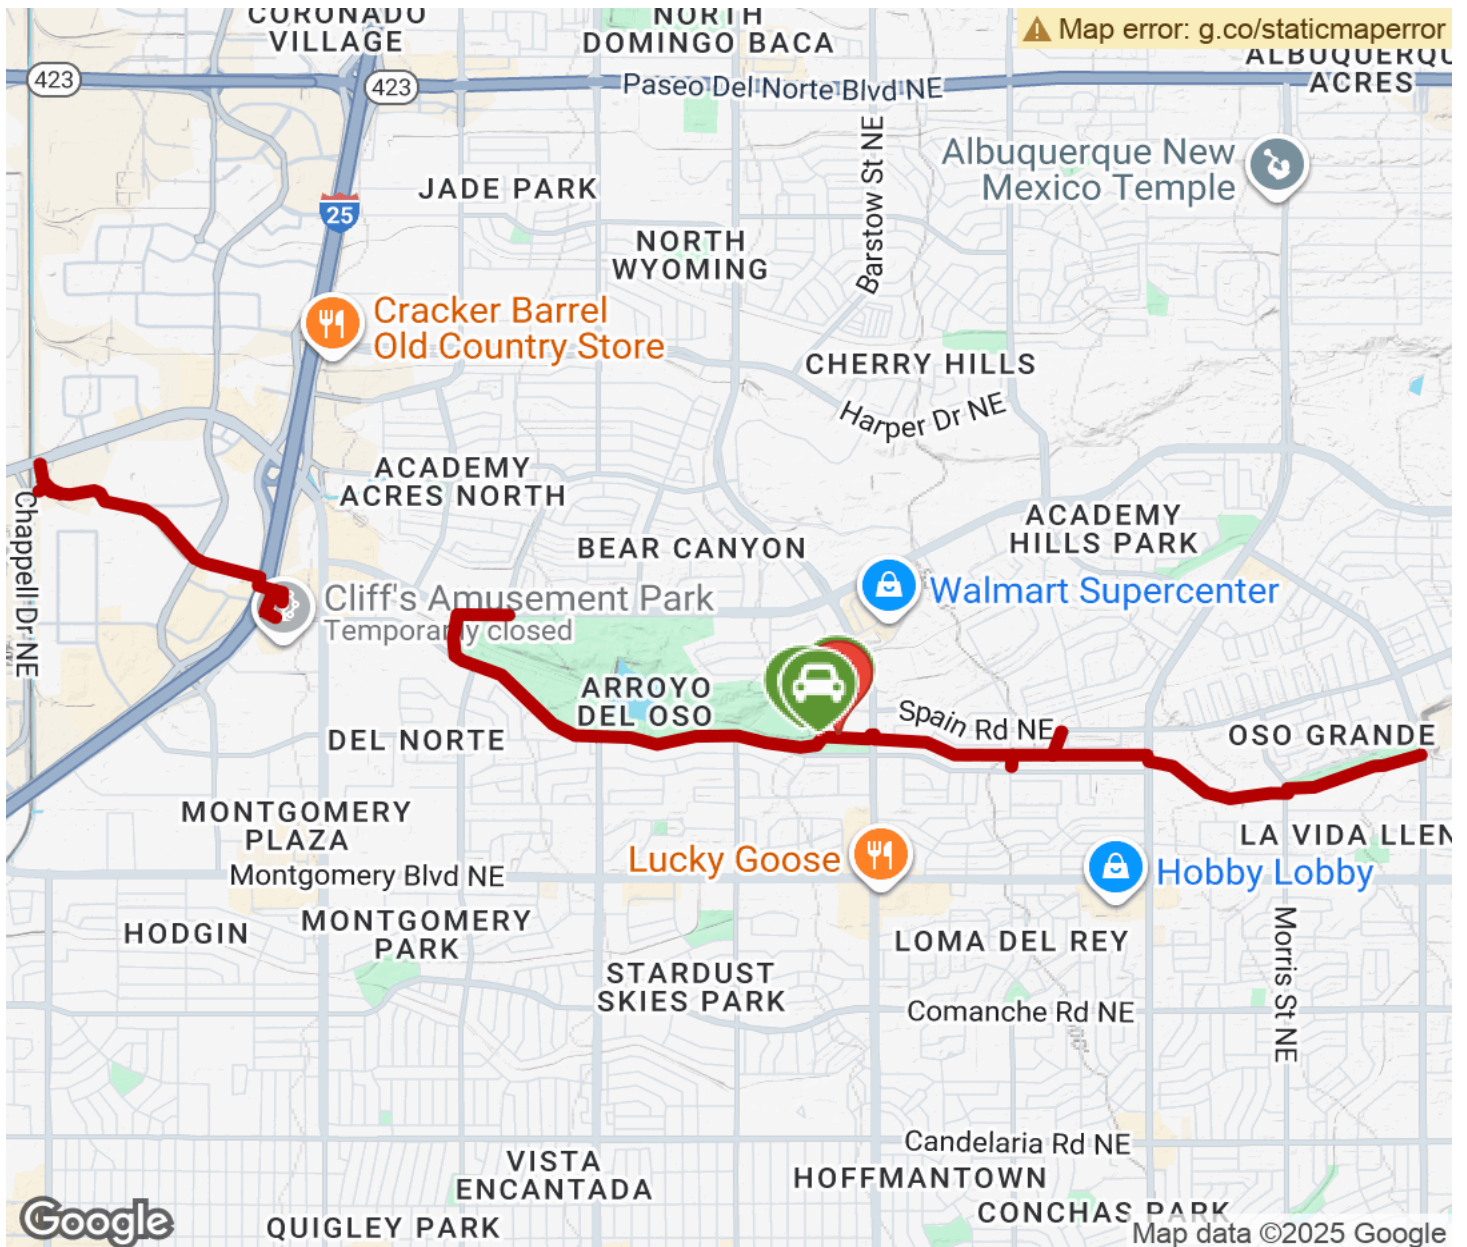 CORONADO
VILLAGE
NORTH
DOMINGO BACA
Map error: g.co/staticmaperror
ALBUQUERQU
ACRES
423
423
Paseo Del Norte Blvd NE
Barstow St NE
Albuquerque New
Mexico Temple
JADE PARK
25
NORTH
WYOMING
Cracker Barrel
Old Country Store
CHERRY HILLS
Harper Dr NE
ACADEMY
ACRES NORTH
Chappell Dr NE
ACADEMY
HILLS PARK
BEAR CANYON
Walmart Supercenter
Cliff's Amusement Park
Temporarily closed
ARROYO
DEL OSO
Spain Rd NE
OSO GRANDE
DEL NORTE
MONTGOMERY
PLAZA
LA VIDA LLEN
Lucky Goose
Hobby Lobby
Montgomery Blvd NE
HODGIN
MONTGOMERY
PARK
LOMA DEL REY
Morris St NE
STARDUST
SKIES PARK
Comanche Rd NE
Candelaria Rd NE
VISTA
ENCANTADA
HOFFMANTOWN
CONCHAS PARK
Google
QUIGLEY PARK
Map data ©2025 Google